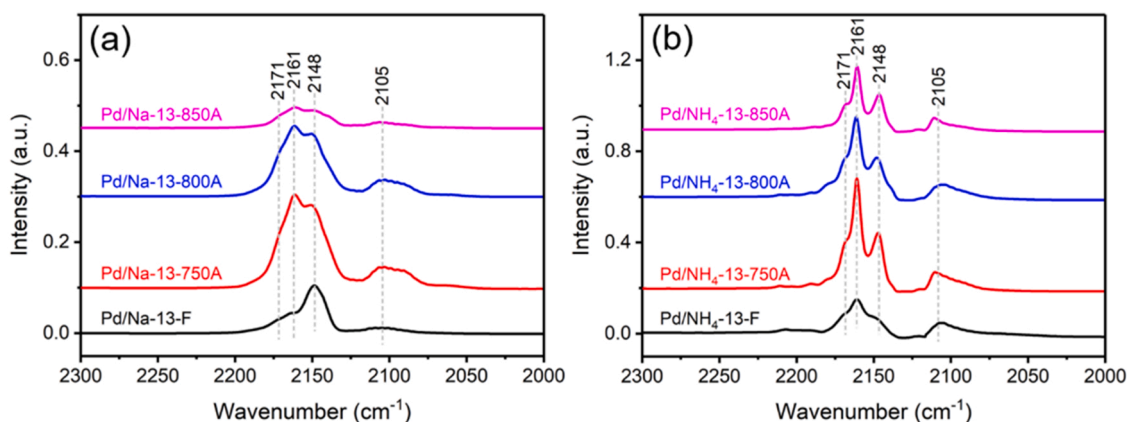 (a)
2171
2161
2148
2105
Pd/Na-13-850A
Pd/Na-13-800A
Pd/Na-13-750A
Pd/Na-13-F
0.6
0.4
0.2
0.0
Intensity (a.u.)
2300 2250 2200 2150 2100 2050 2000
Wavenumber (cm⁻¹)
(b)
2171
2161
2148
2105
Pd/NH₄-13-850A
Pd/NH₄-13-800A
Pd/NH₄-13-750A
Pd/NH₄-13-F
1.2
0.8
0.4
0.0
Intensity (a.u.)
2300 2250 2200 2150 2100 2050 2000
Wavenumber (cm⁻¹)